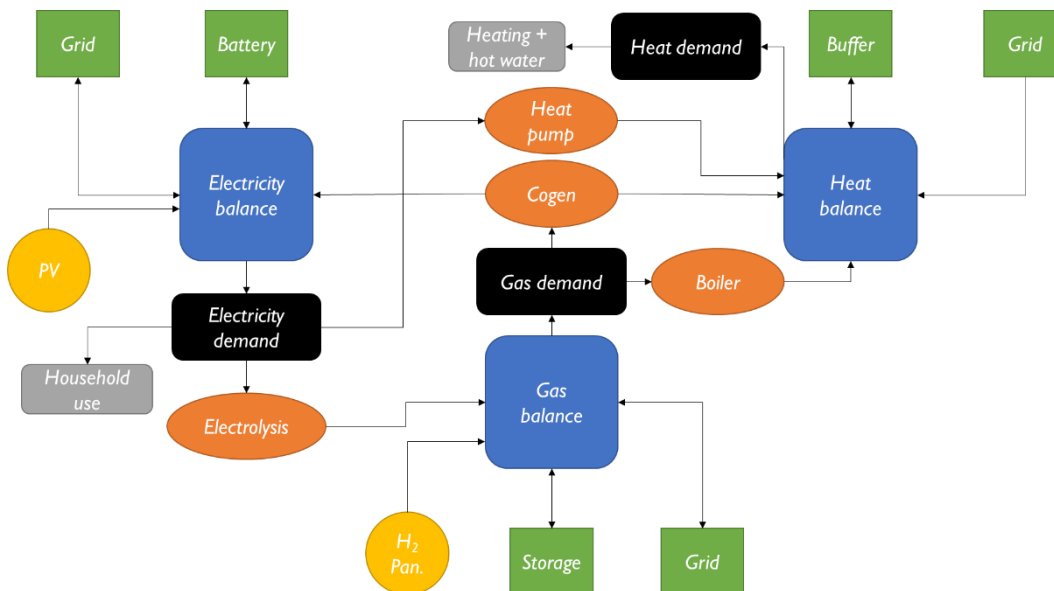 Grid
Battery
Heating +
hot water
Heat demand
Buffer
Grid
Heat
pump
Electricity
balance
Cogen
Heat
balance
PV
Gas demand
Boiler
Electricity
demand
Household
use
Gas
balance
Electrolysis
H₂
Pan.
Storage
Grid